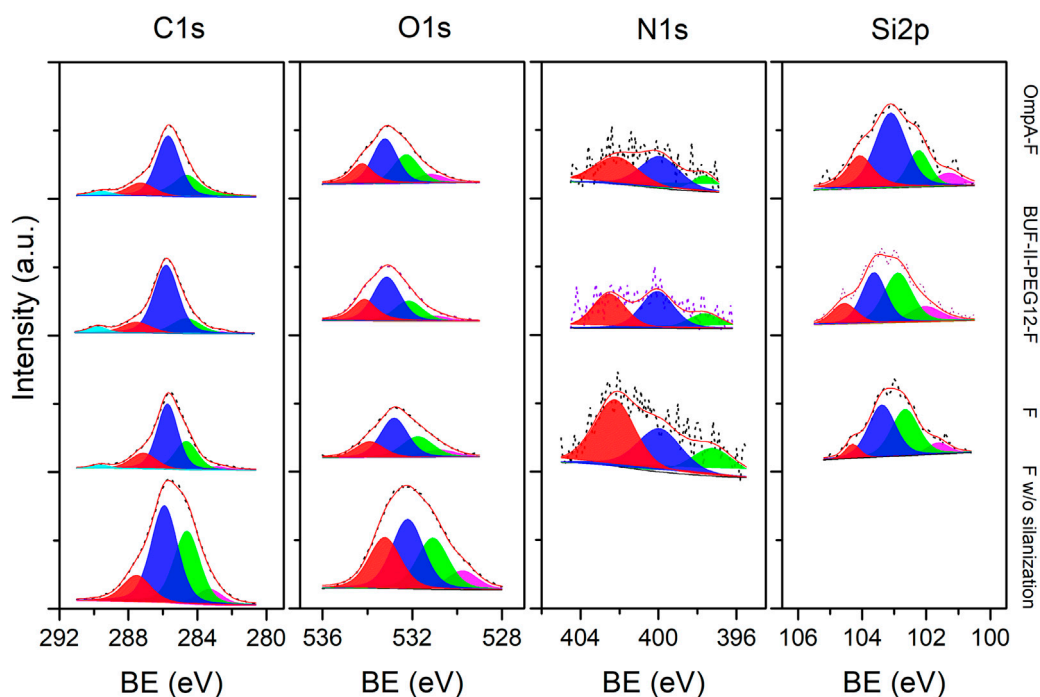 C1s
O1s
N1s
Si2p
Intensity (a.u.)
OmpA-F
BUF-II-PEG12-F
F
F w/o silanization
292 288 284 280
536 532 528
404 400 396
106 104 102 100
BE (eV)
BE (eV)
BE (eV)
BE (eV)